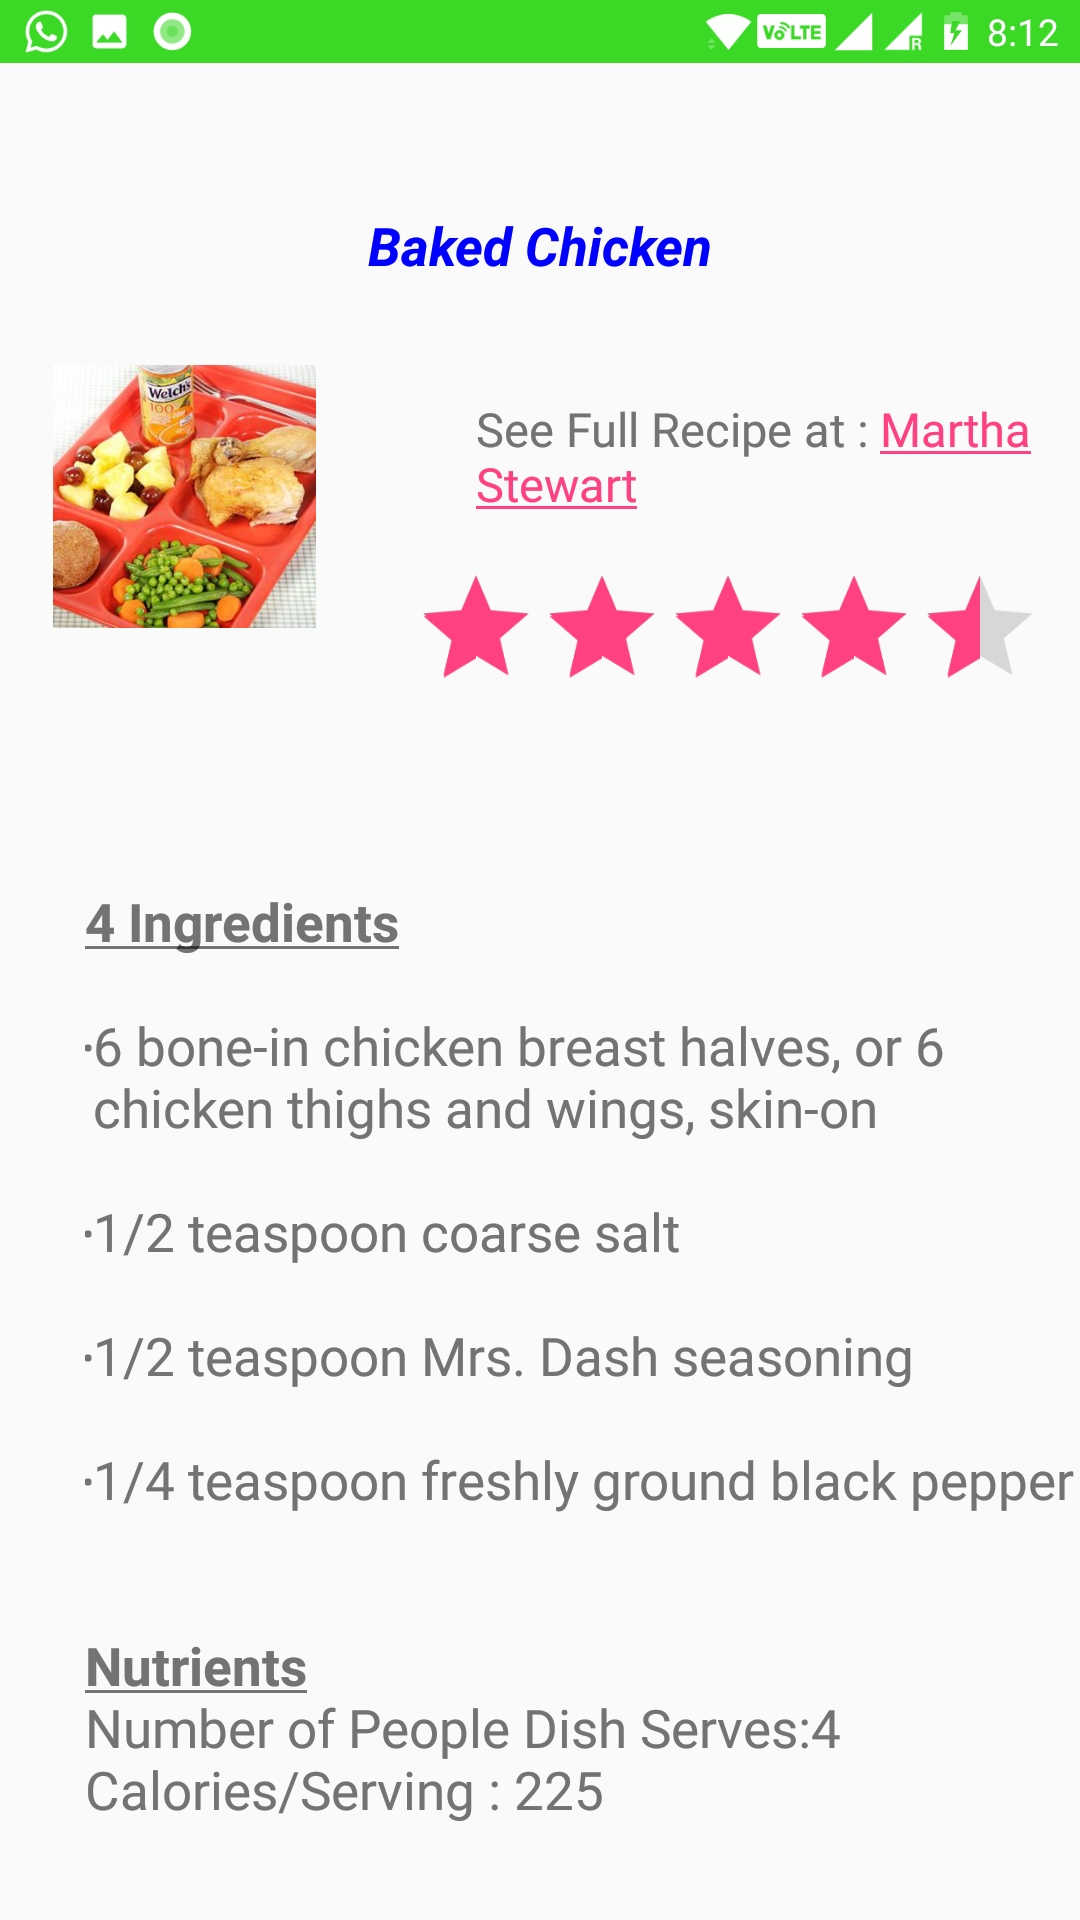 VoLTE R 8:12
Baked Chicken
Welch's
100
See Full Recipe at : Martha
Stewart
4 Ingredients
·6 bone-in chicken breast halves, or 6
chicken thighs and wings, skin-on
·1/2 teaspoon coarse salt
·1/2 teaspoon Mrs. Dash seasoning
·1/4 teaspoon freshly ground black pepper
Nutrients
Number of People Dish Serves:4
Calories/Serving : 225